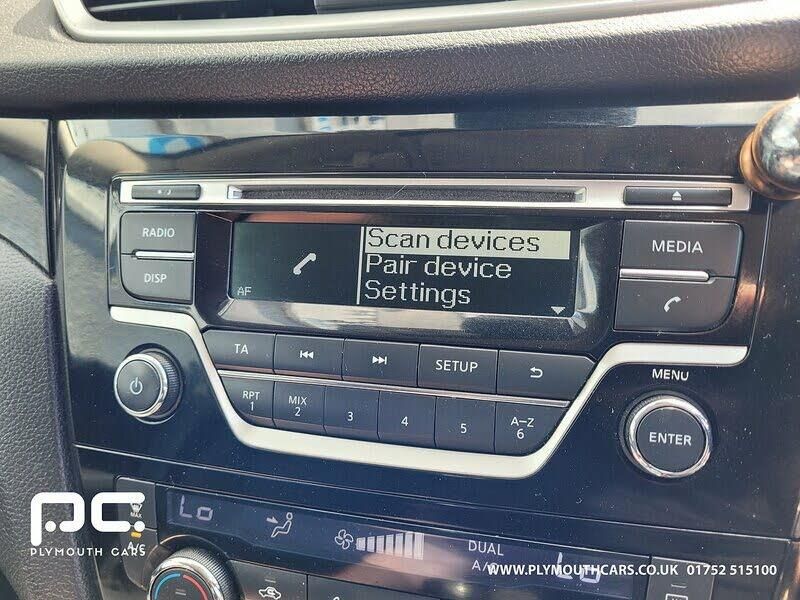 RADIO
DISP
AF
Scan devices
Pair device
Settings
MEDIA
TA
SETUP
MENU
RPT
1
MIX
2
3
4
5
A-Z
6
ENTER
Lo
A/C
DUAL
A/
Lo
PC
PLYMOUTH CARS
WWW.PLYMOUTHCARS.CO.UK 01752 515100